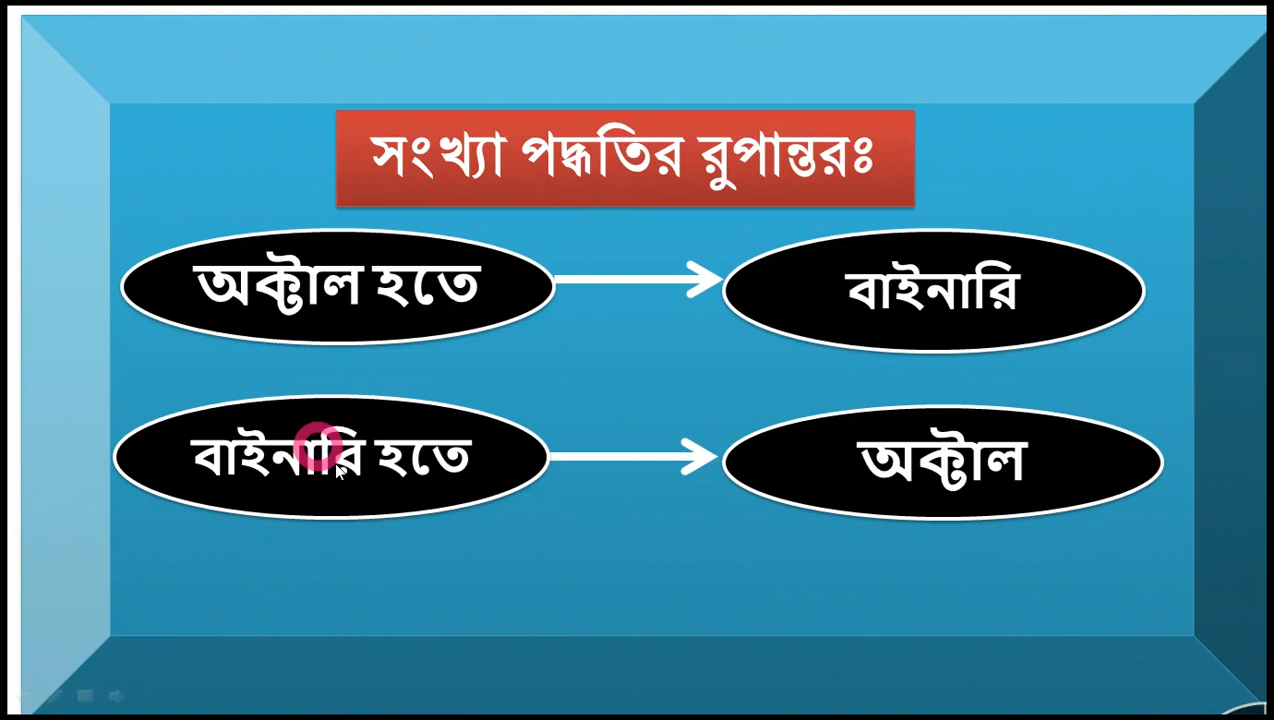 সংখ্যা পদ্ধতির রুপান্তরঃ
অক্টাল হতে
বাইনারি
বাইনারি হতে
অক্টাল